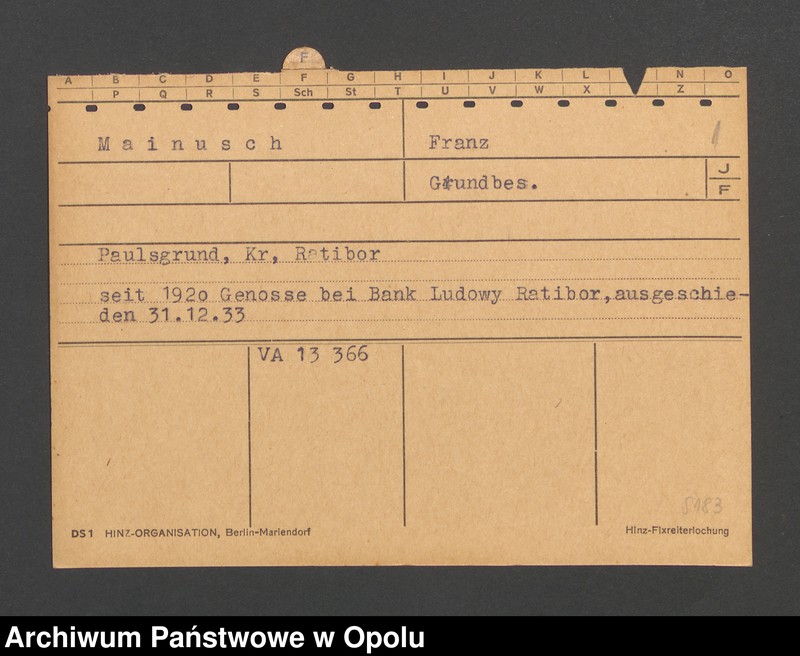 F
A B C D E F G H I J K L N O
P Q R S Sch St T U V W X Z
Mainusch Franz 1
Grundbes. J
F
Paulsgrund, Kr, Ratibor
seit 192o Genosse bei Bank Ludowy Ratibor,ausgeschie-
den 31.12.33
VA 13 366
5183
DS1 HINZ-ORGANISATION, Berlin-Mariendorf Hinz-Fixreiterlochung
Archiwum Państwowe w Opolu